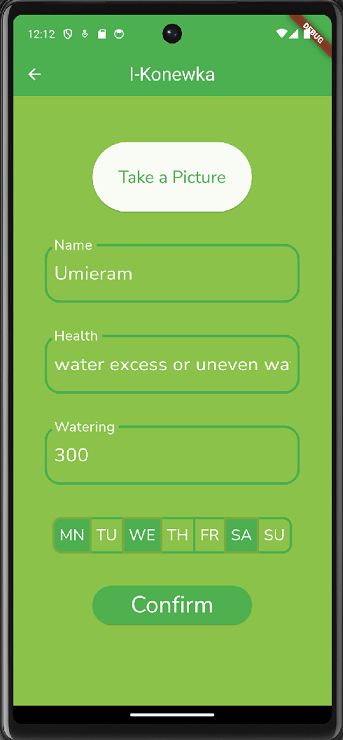 12:12
DEBUG
I-Konewka
Take a Picture
Name
Umieram
Health
water excess or uneven wa
Watering
300
MN TU WE TH FR SA SU
Confirm